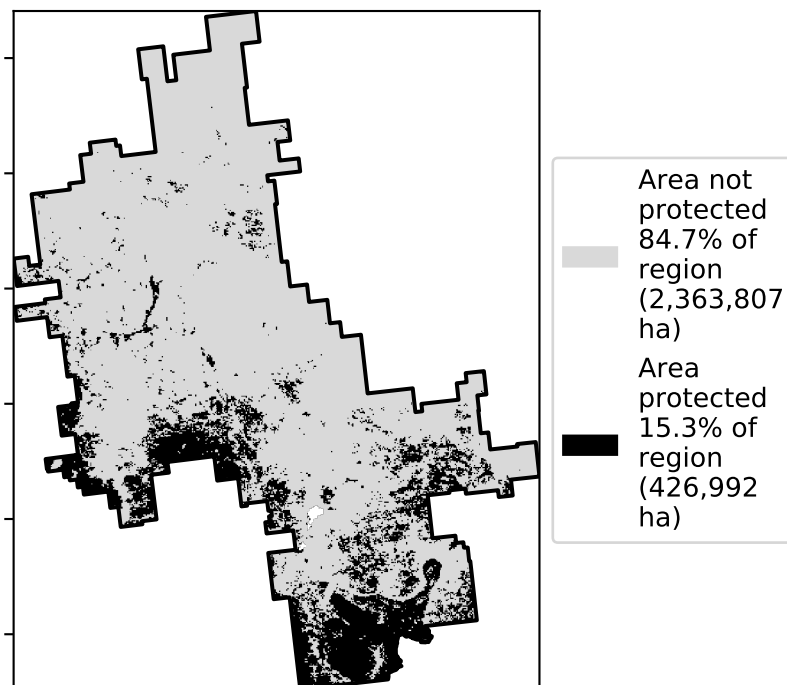 Area not
protected
84.7% of
region
(2,363,807
ha)
Area
protected
15.3% of
region
(426,992
ha)